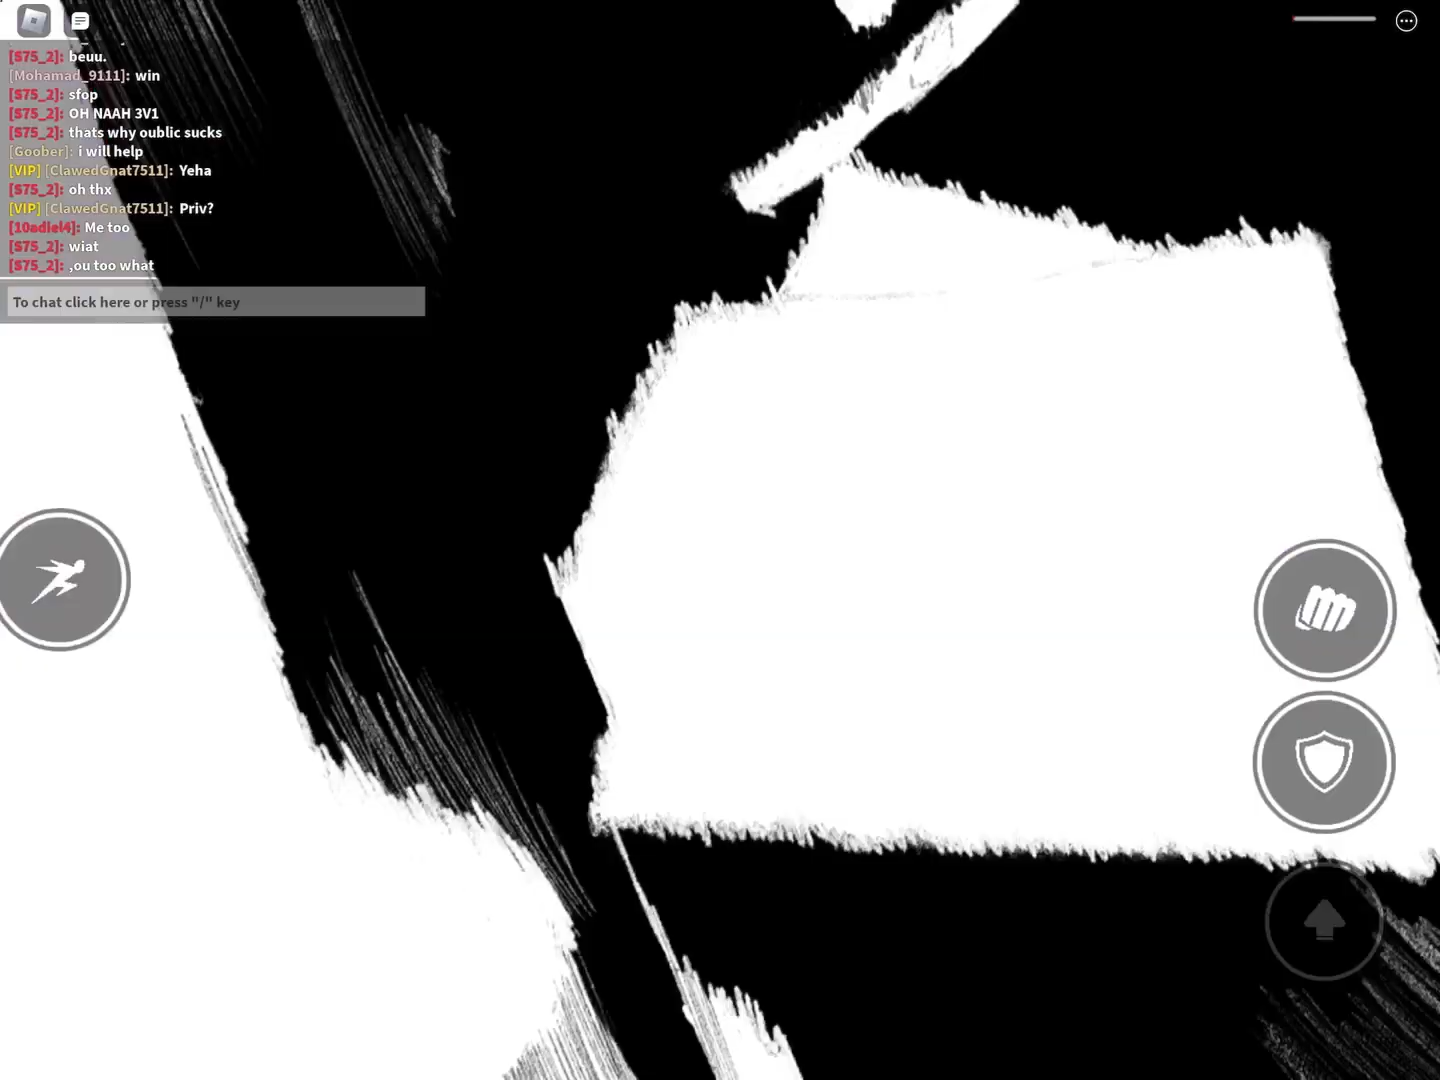 [S75_2]: beuu.
[Mohamad_9111]: win
[S75_2]: sfop
[S75_2]: OH NAAH 3V1
[S75_2]: thats why oublic sucks
[Goober]: i will help
[VIP] [ClawedGnat7511]: Yeha
[S75_2]: oh thx
[VIP] [ClawedGnat7511]: Priv?
[10adiel4]: Me too
[S75_2]: wiat
[S75_2]: ,ou too what
To chat click here or press "/" key